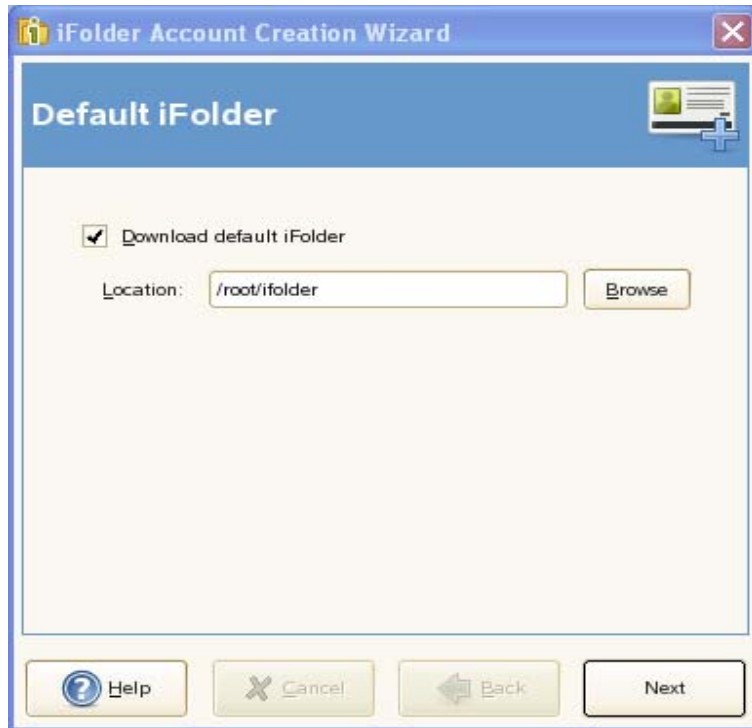 iFolder Account Creation Wizard
Default iFolder
Download default iFolder
Location: /root/ifolder Browse
Help Cancel Back Next